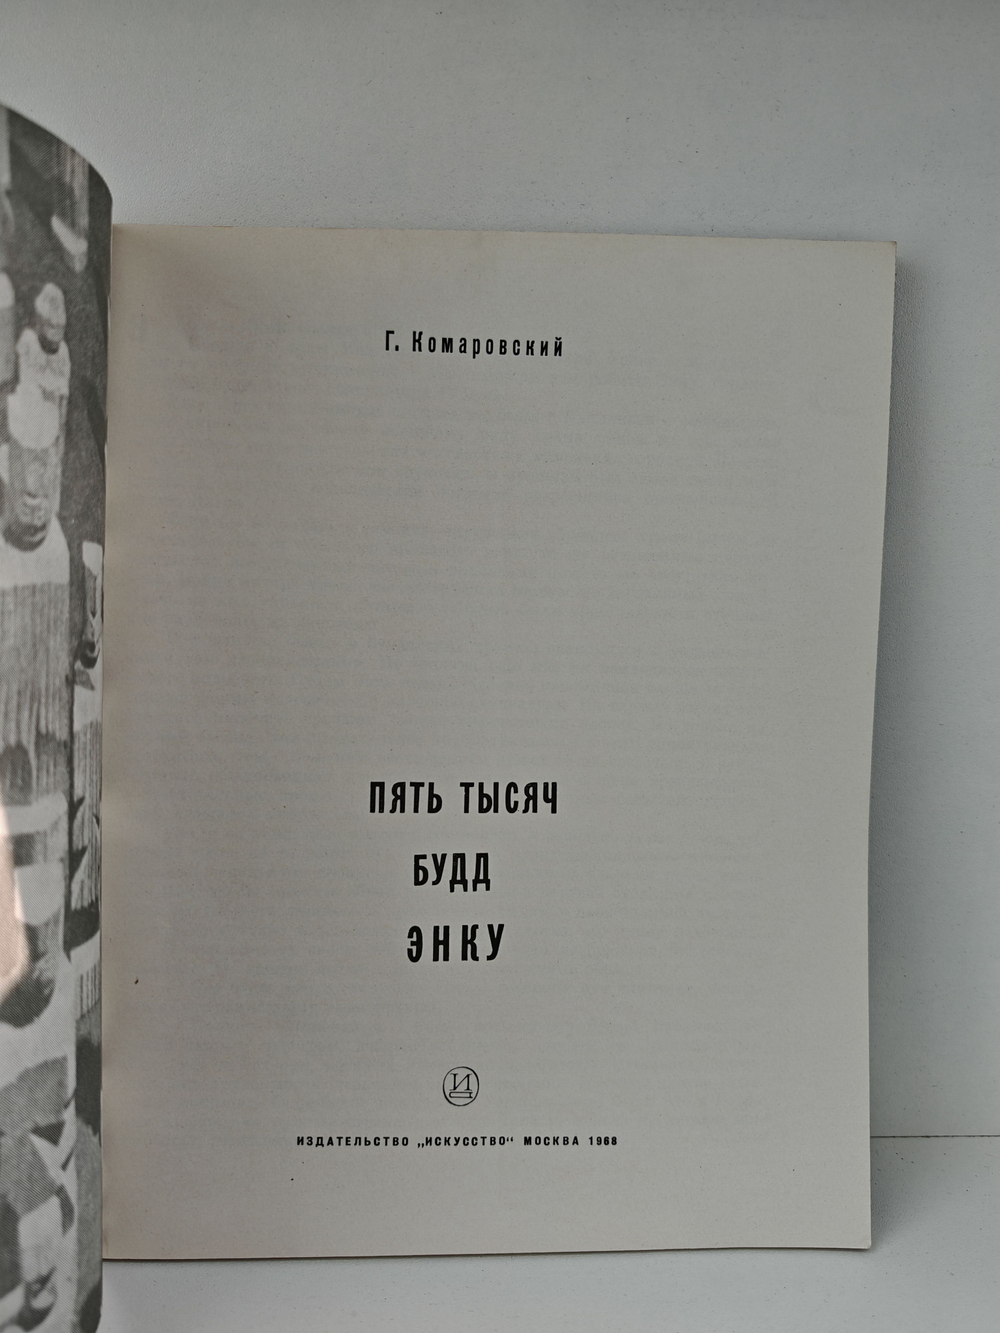 Г. Комаровский
ПЯТЬ ТЫСЯЧ
БУДД
ЭНКУ
И
ИЗДАТЕЛЬСТВО „ИСКУССТВО“ МОСКВА 1968